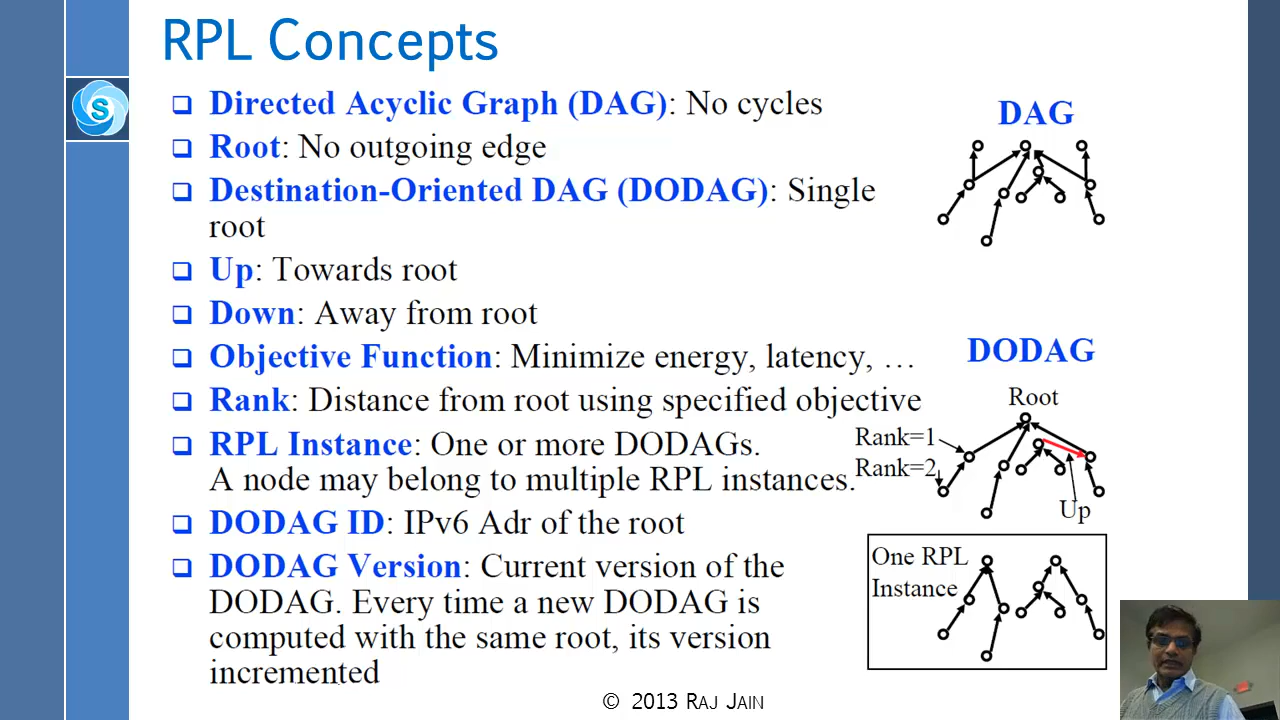 RPL Concepts
S
❑ Directed Acyclic Graph (DAG): No cycles
❑ Root: No outgoing edge
❑ Destination-Oriented DAG (DODAG): Single
root
❑ Up: Towards root
❑ Down: Away from root
❑ Objective Function: Minimize energy, latency, …
❑ Rank: Distance from root using specified objective
❑ RPL Instance: One or more DODAGs.
A node may belong to multiple RPL instances.
❑ DODAG ID: IPv6 Adr of the root
❑ DODAG Version: Current version of the
DODAG. Every time a new DODAG is
computed with the same root, its version
incremented
DAG
DODAG
Root
Rank=1
Rank=2
Up
One RPL
Instance
© 2013 RAJ JAIN